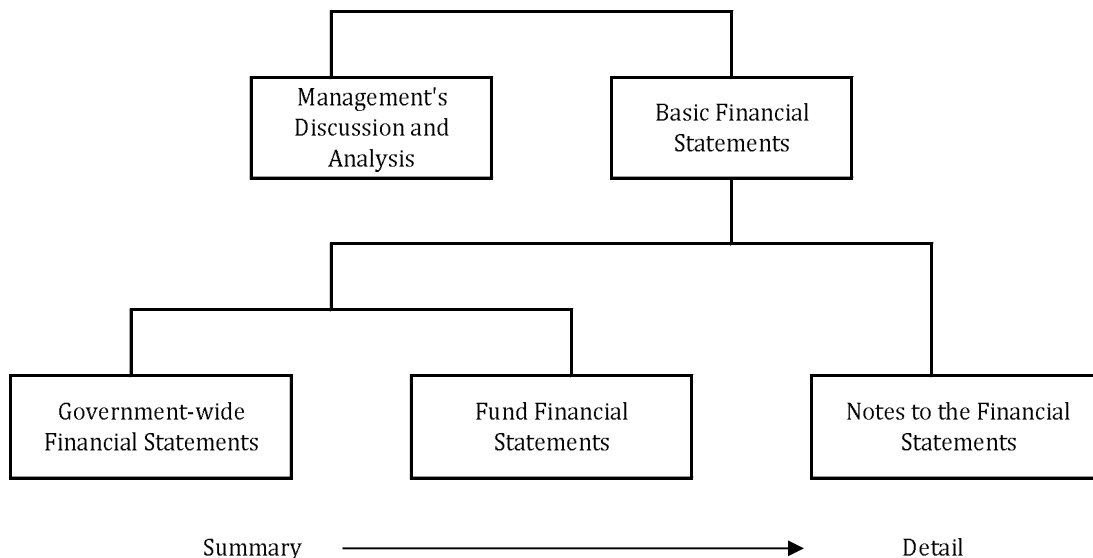 Management's
Discussion and
Analysis
Basic Financial
Statements
Government-wide
Financial Statements
Fund Financial
Statements
Notes to the Financial
Statements
Summary
Detail